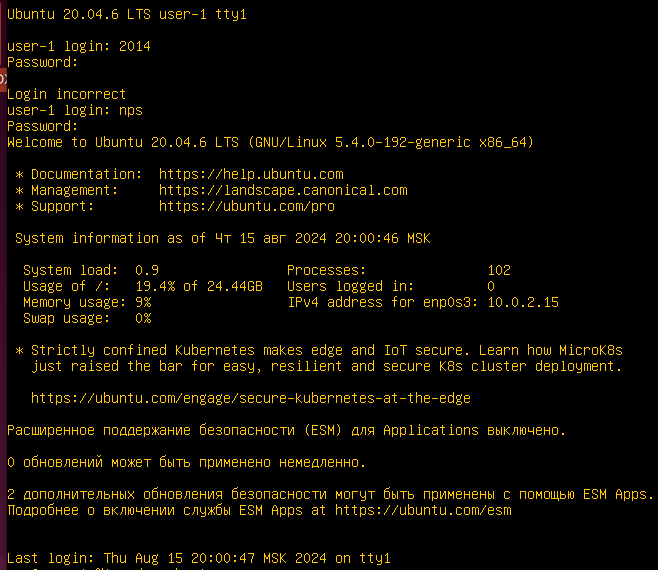 Ubuntu 20.04.6 LTS user-1 tty1
user-1 login: 2014
Password:
Login incorrect
user-1 login: nps
Password:
Welcome to Ubuntu 20.04.6 LTS (GNU/Linux 5.4.0-192-generic x86_64)
* Documentation:  https://help.ubuntu.com
* Management:     https://landscape.canonical.com
* Support:        https://ubuntu.com/pro
System information as of Чт 15 авг 2024 20:00:46 MSK
System load:  0.9                Processes:               102
Usage of /:   19.4% of 24.44GB   Users logged in:         0
Memory usage: 9%                 IPv4 address for enp0s3: 10.0.2.15
Swap usage:   0%
* Strictly confined Kubernetes makes edge and IoT secure. Learn how MicroK8s
just raised the bar for easy, resilient and secure K8s cluster deployment.
https://ubuntu.com/engage/secure-kubernetes-at-the-edge
Расширенное поддержание безопасности (ESM) для Applications выключено.
0 обновлений может быть применено немедленно.
2 дополнительных обновления безопасности могут быть применены с помощью ESM Apps.
Подробнее о включении службы ESM Apps at https://ubuntu.com/esm
Last login: Thu Aug 15 20:00:47 MSK 2024 on tty1